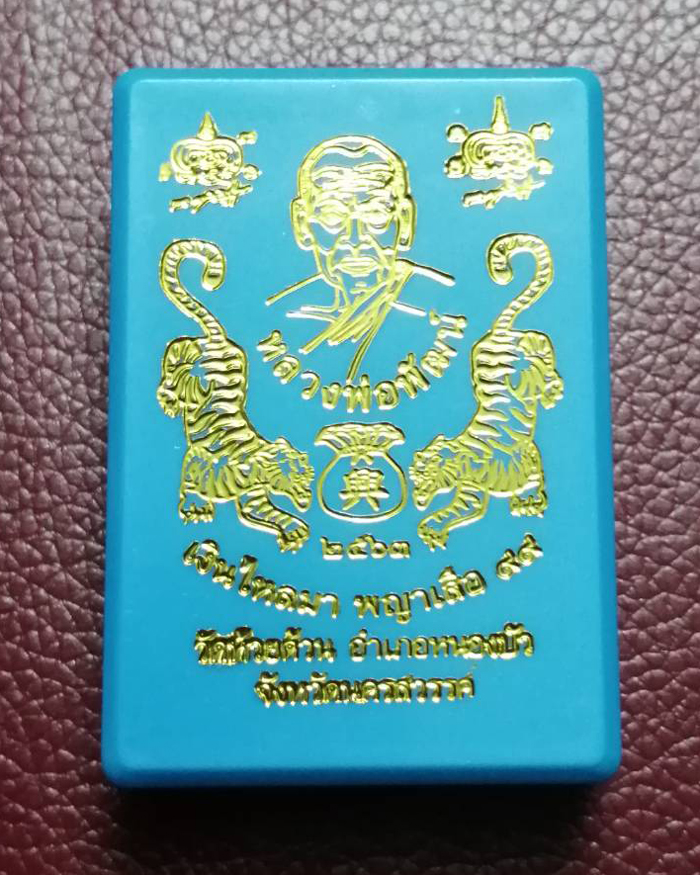 หลวงพ่อพัฒน์
興
๒๕๖๓
เงินไหลมา พญาเสือ ๙๙
วัดห้วยด้วน อำเภอหนองบัว
จังหวัดนครสวรรค์